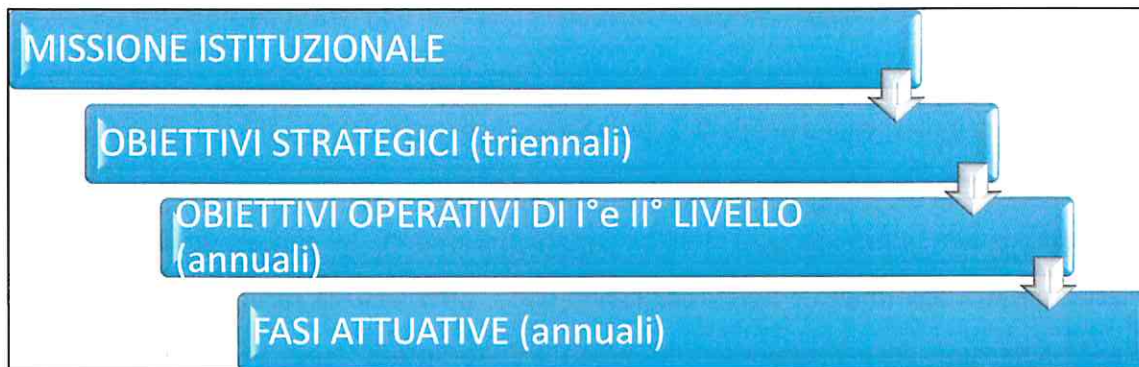 MISSIONE ISTITUZIONALE
OBIETTIVI STRATEGICI (triennali)
OBIETTIVI OPERATIVI DI I°e II° LIVELLO
(annuali)
FASI ATTUATIVE (annuali)